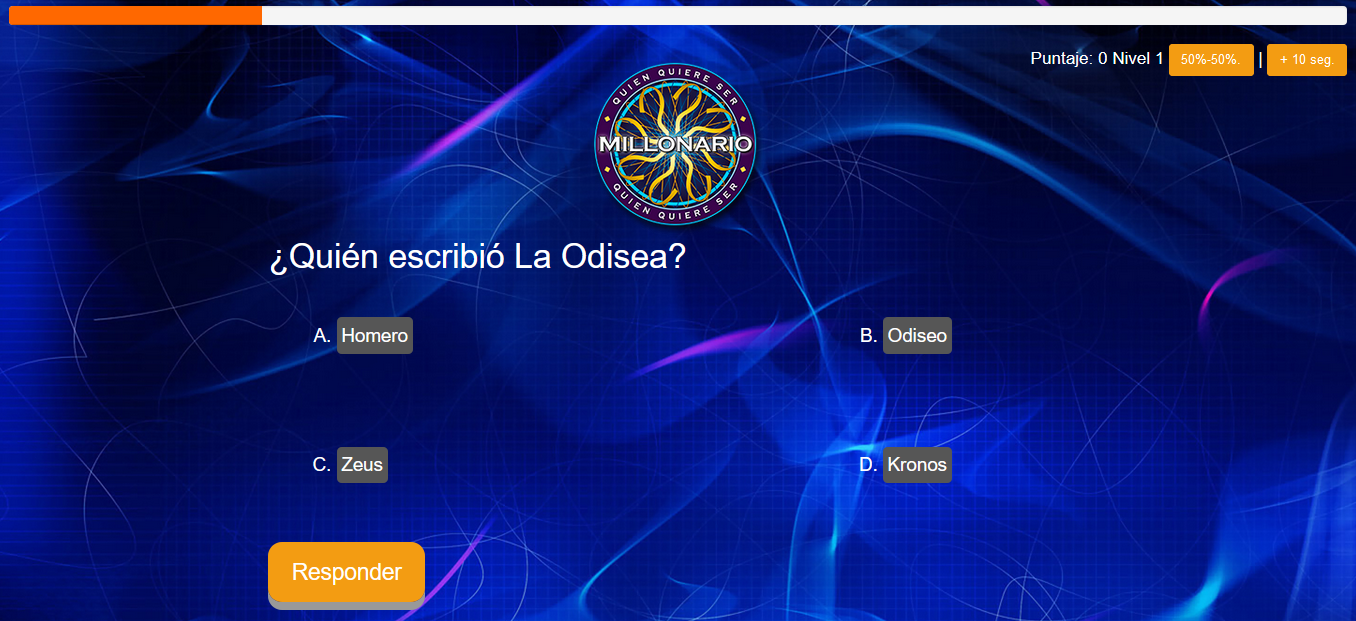 Puntaje: 0 Nivel 1 50%-50%. | + 10 seg.
QUIEN QUIERE SER
MILLONARIO
QUIEN QUIERE SER
¿Quién escribió La Odisea?
A. Homero
B. Odiseo
C. Zeus
D. Kronos
Responder